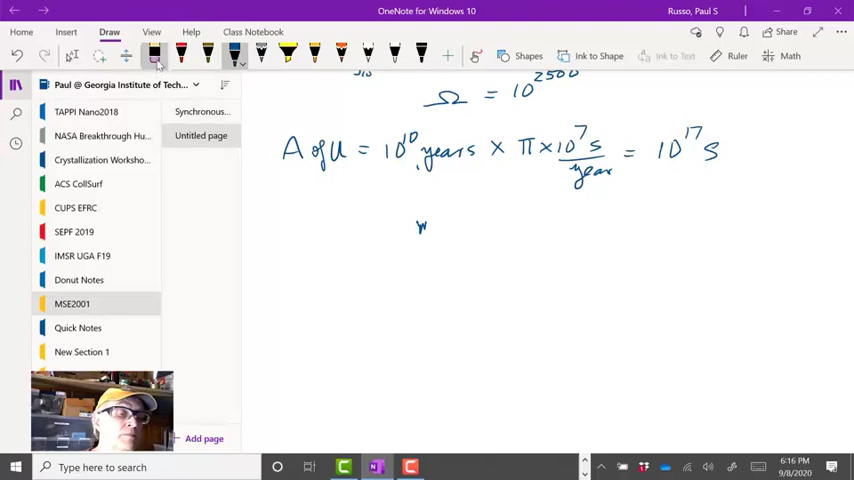 OneNote for Windows 10
Russo, Paul S
Home Insert Draw View Help Class Notebook
Share
Shapes Ink to Shape Ink to Text Ruler Math
Paul @ Georgia Institute of Tech...
TAPPI Nano2018
NASA Breakthrough Hu...
Crystallization Worksho...
ACS CollSurf
CUPS EFRC
SEPF 2019
IMSR UGA F19
Donut Notes
MSE2001
Quick Notes
New Section 1
Synchronous...
Untitled page
Add page
Ω = 10^2500
A of U = 10^10 years × π × 10^7 s/year = 10^17 s
Type here to search
6:16 PM
9/8/2020